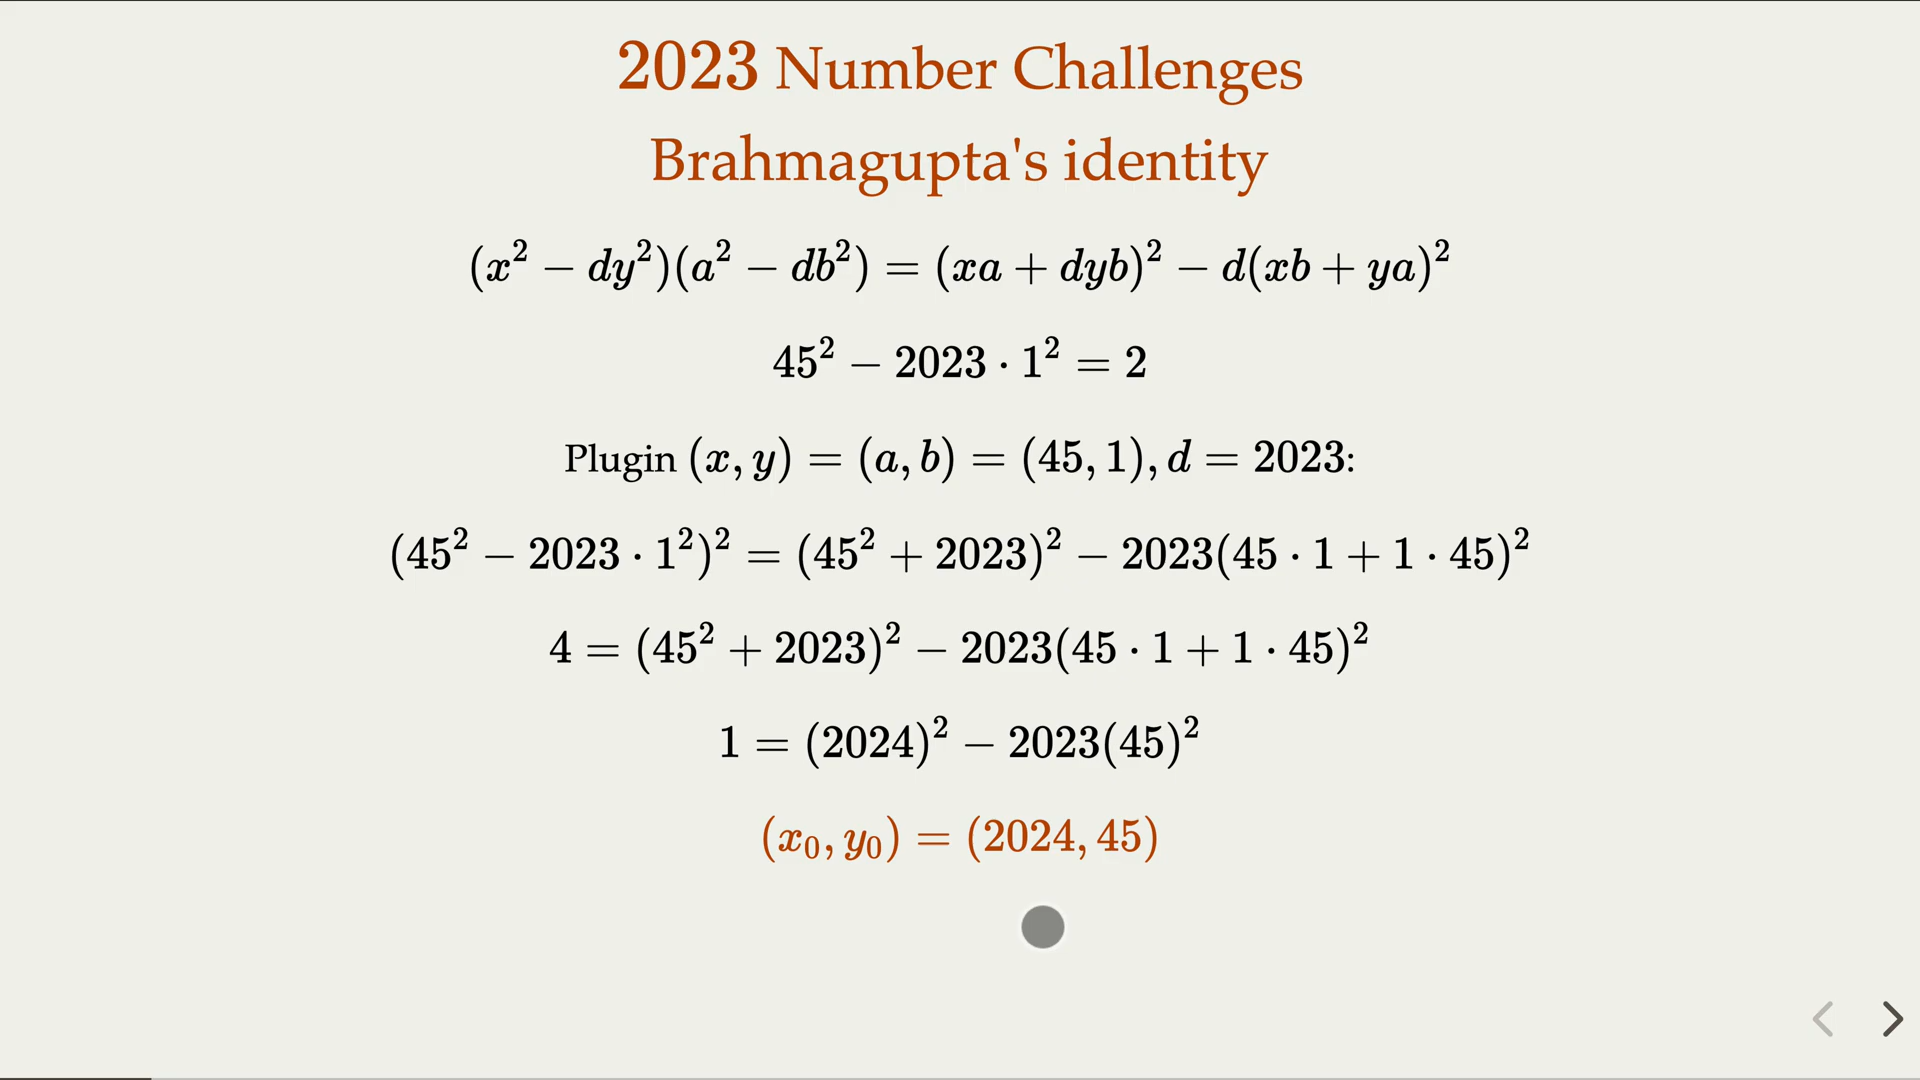 2023 Number Challenges
Brahmagupta's identity
(x² − dy²)(a² − db²) = (xa + dyb)² − d(xb + ya)²
45² − 2023 · 1² = 2
Plugin (x, y) = (a, b) = (45, 1), d = 2023:
(45² − 2023 · 1²)² = (45² + 2023)² − 2023(45 · 1 + 1 · 45)²
4 = (45² + 2023)² − 2023(45 · 1 + 1 · 45)²
1 = (2024)² − 2023(45)²
(x₀, y₀) = (2024, 45)